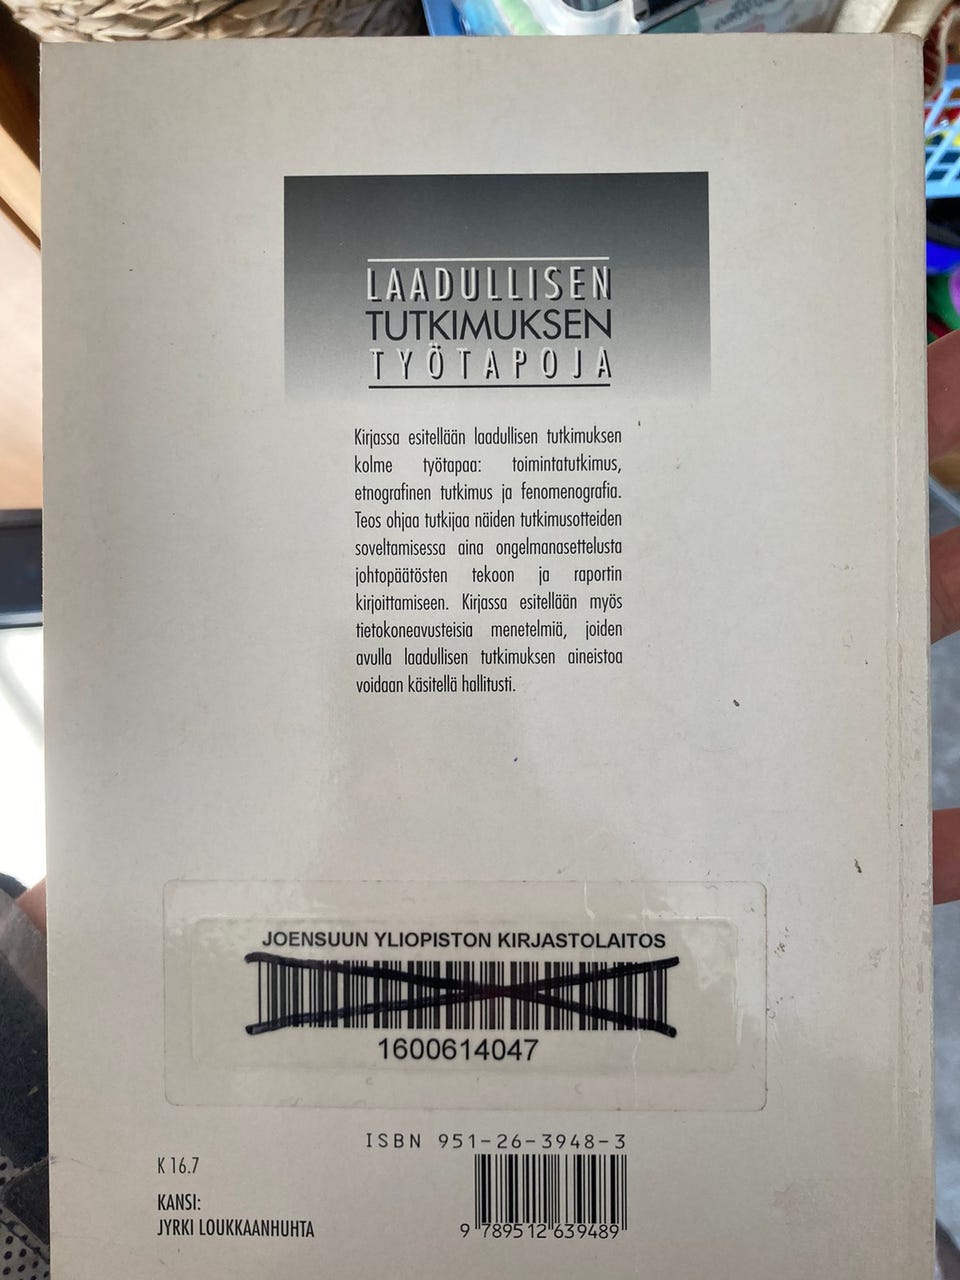 LAADULLISEN
TUTKIMUKSEN
TYÖTAPOJA
Kirjassa esitellään laadullisen tutkimuksen
kolme työtapaa: toimintatutkimus,
etnografinen tutkimus ja fenomenografia.
Teos ohjaa tutkijaa näiden tutkimusotteiden
soveltamisessa aina ongelmanasettelusta
johtopäätösten tekoon ja raportin
kirjoittamiseen. Kirjassa esitellään myös
tietokoneavusteisia menetelmiä, joiden
avulla laadullisen tutkimuksen aineistoa
voidaan käsitellä hallitusti.
JOENSUUN YLIOPISTON KIRJASTOLAITOS
1600614047
ISBN 951-26-3948-3
K 16.7
KANSI:
JYRKI LOUKKAANHUHTA
9 789512 639489